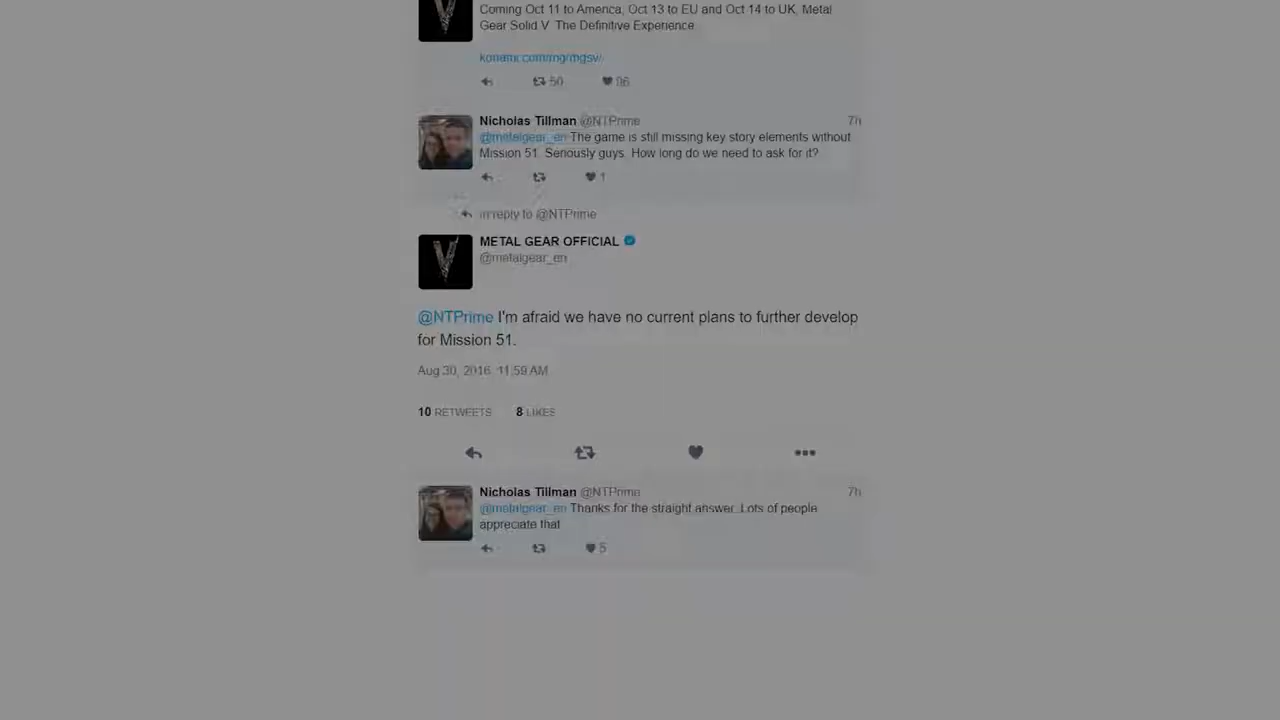 Coming Oct 11 to America, Oct 13 to EU and Oct 14 to UK, Metal
Gear Solid V The Definitive Experience
konami.com/mg/mgsv/
50 96
Nicholas Tillman @NTPrime 7h
@metalgear_en The game is still missing key story elements without
Mission 51. Seriously guys. How long do we need to ask for it?
1
in reply to @NTPrime
METAL GEAR OFFICIAL
@metalgear_en
@NTPrime I'm afraid we have no current plans to further develop
for Mission 51.
Aug 30, 2016, 11:59 AM
10 RETWEETS 8 LIKES
Nicholas Tillman @NTPrime 7h
@metalgear_en Thanks for the straight answer. Lots of people
appreciate that
5